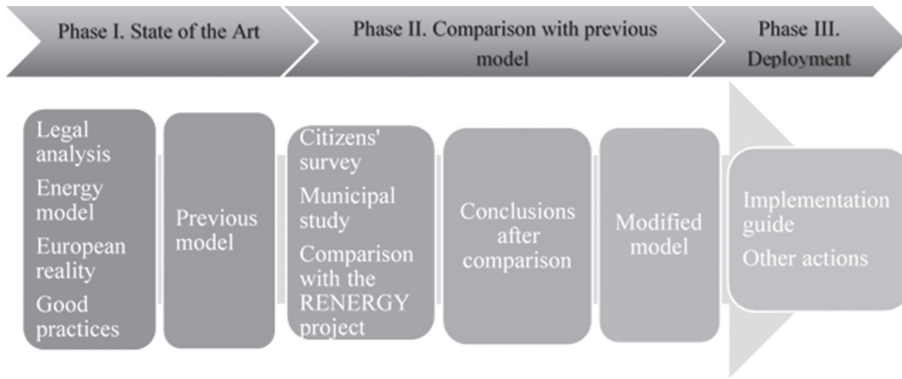 Phase I. State of the Art
Phase II. Comparison with previous
model
Phase III.
Deployment
Legal
analysis
Energy
model
European
reality
Good
practices
Previous
model
Citizens'
survey
Municipal
study
Comparison
with the
RENERGY
project
Conclusions
after
comparison
Modified
model
Implementation
guide
Other actions